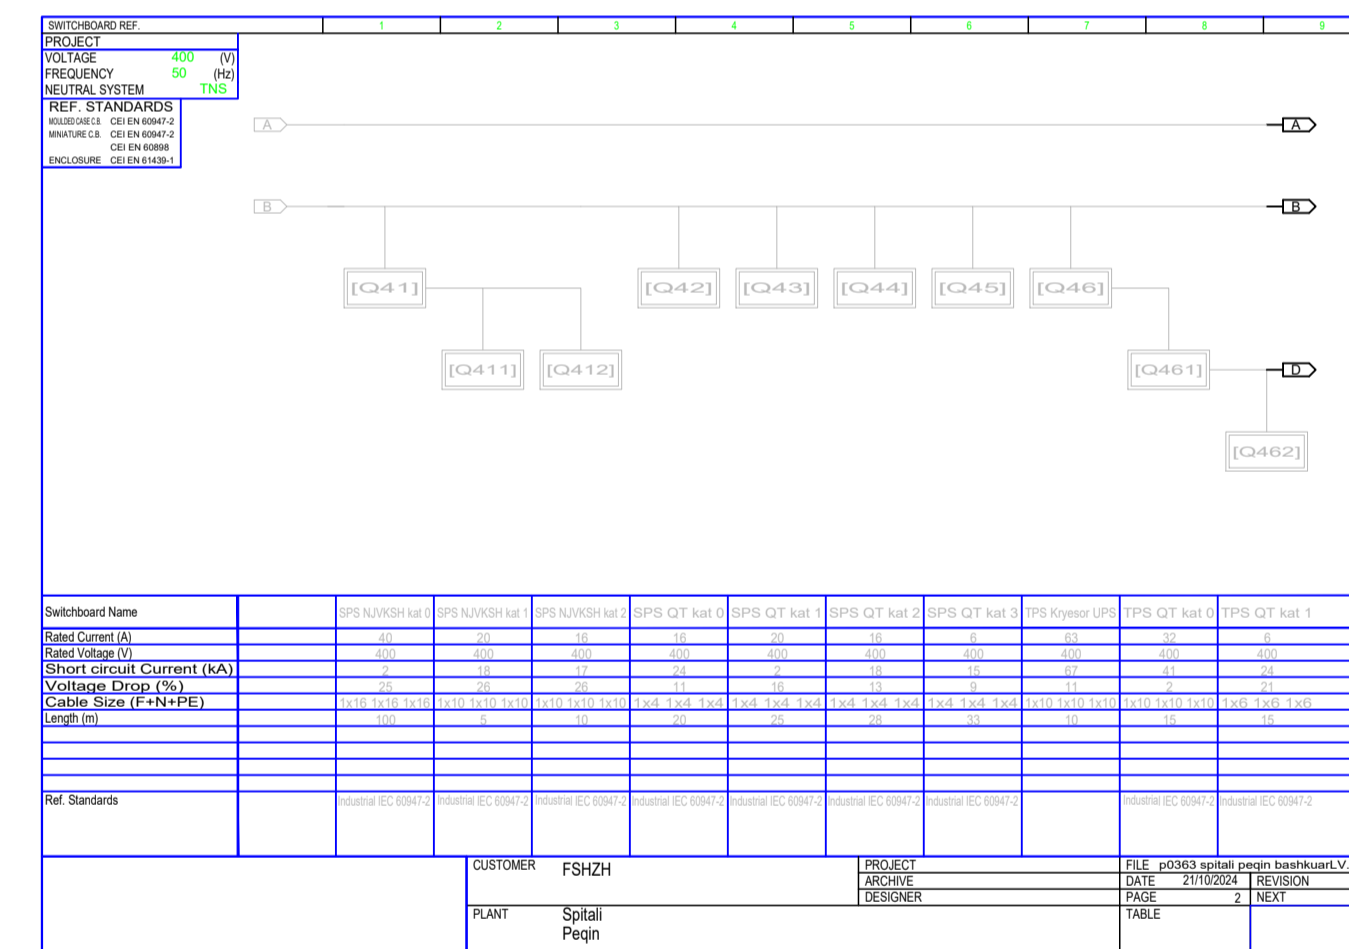 SWITCHBOARD REF. 1 2 3 4 5 6 7 8 9
PROJECT
VOLTAGE 400 (V)
FREQUENCY 50 (Hz)
NEUTRAL SYSTEM TNS
REF. STANDARDS
MOULDED CASE C.B. CEI EN 60947-2
MINIATURE C.B. CEI EN 60947-2
CEI EN 60898
ENCLOSURE CEI EN 61439-1
A A
B B
[Q41] [Q42] [Q43] [Q44] [Q45] [Q46]
[Q411] [Q412] [Q461] D
[Q462]
Switchboard Name SPS NJVKSH kat 0 SPS NJVKSH kat 1 SPS NJVKSH kat 2 SPS QT kat 0 SPS QT kat 1 SPS QT kat 2 SPS QT kat 3 TPS Kryesor UPS TPS QT kat 0 TPS QT kat 1
Rated Current (A) 40 20 16 16 20 16 6 63 32 6
Rated Voltage (V) 400 400 400 400 400 400 400 400 400 400
Short circuit Current (kA) 2 18 17 24 2 18 15 67 41 24
Voltage Drop (%) 25 26 26 11 16 13 9 11 2 21
Cable Size (F+N+PE) 1x16 1x16 1x16 1x10 1x10 1x10 1x10 1x10 1x10 1x4 1x4 1x4 1x4 1x4 1x4 1x4 1x4 1x4 1x4 1x4 1x4 1x10 1x10 1x10 1x10 1x10 1x10 1x6 1x6 1x6
Length (m) 100 5 10 20 25 28 33 10 15 15
Ref. Standards Industrial IEC 60947-2 Industrial IEC 60947-2 Industrial IEC 60947-2 Industrial IEC 60947-2 Industrial IEC 60947-2 Industrial IEC 60947-2 Industrial IEC 60947-2 Industrial IEC 60947-2 Industrial IEC 60947-2
CUSTOMER FSHZH PROJECT FILE p0363 spitali peqin bashkuarLV.
ARCHIVE DATE 21/10/2024 REVISION
DESIGNER PAGE 2 NEXT
PLANT Spitali TABLE
Peqin